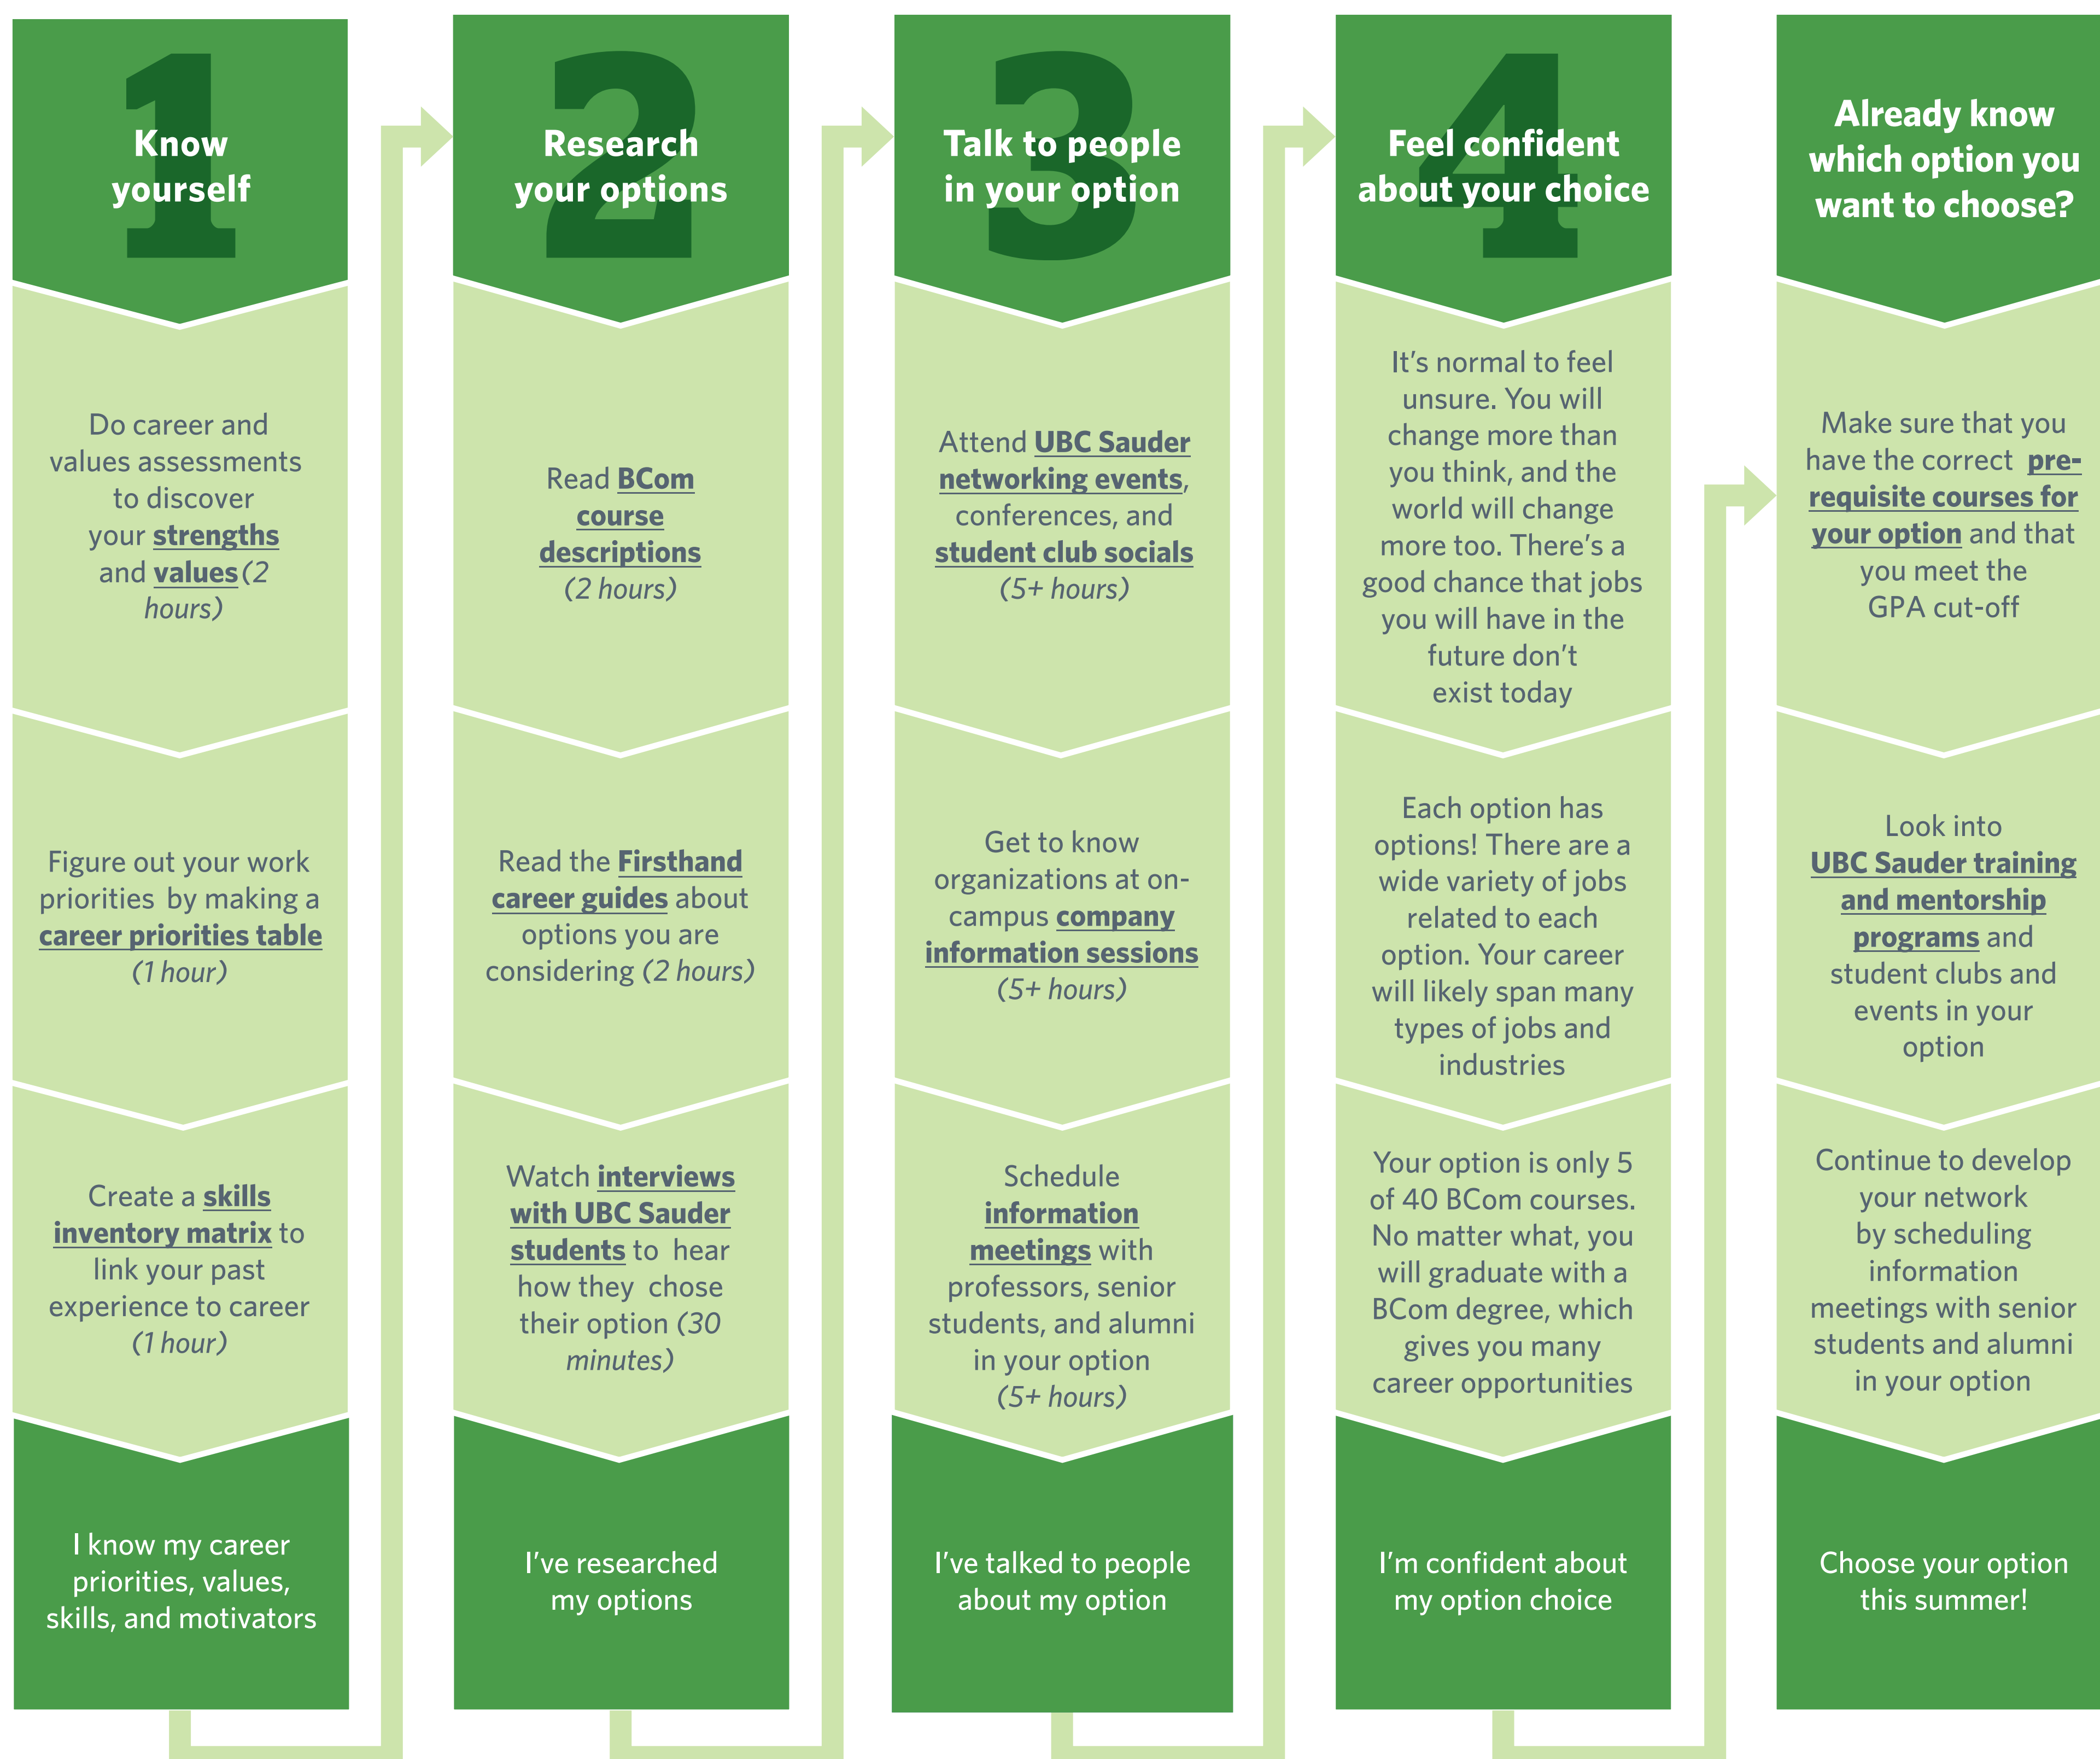 1
Know
yourself
Do career and
values assessments
to discover
your strengths
and values (2
hours)
Figure out your work
priorities by making a
career priorities table
(1 hour)
Create a skills
inventory matrix to
link your past
experience to career
(1 hour)
I know my career
priorities, values,
skills, and motivators
2
Research
your options
Read BCom
course
descriptions
(2 hours)
Read the Firsthand
career guides about
options you are
considering (2 hours)
Watch interviews
with UBC Sauder
students to hear
how they chose
their option (30
minutes)
I've researched
my options
3
Talk to people
in your option
Attend UBC Sauder
networking events,
conferences, and
student club socials
(5+ hours)
Get to know
organizations at on-
campus company
information sessions
(5+ hours)
Schedule
information
meetings with
professors, senior
students, and alumni
in your option
(5+ hours)
I've talked to people
about my option
4
Feel confident
about your choice
It's normal to feel
unsure. You will
change more than
you think, and the
world will change
more too. There's a
good chance that jobs
you will have in the
future don't
exist today
Each option has
options! There are a
wide variety of jobs
related to each
option. Your career
will likely span many
types of jobs and
industries
Your option is only 5
of 40 BCom courses.
No matter what, you
will graduate with a
BCom degree, which
gives you many
career opportunities
I'm confident about
my option choice
Already know
which option you
want to choose?
Make sure that you
have the correct pre-
requisite courses for
your option and that
you meet the
GPA cut-off
Look into
UBC Sauder training
and mentorship
programs and
student clubs and
events in your
option
Continue to develop
your network
by scheduling
information
meetings with senior
students and alumni
in your option
Choose your option
this summer!